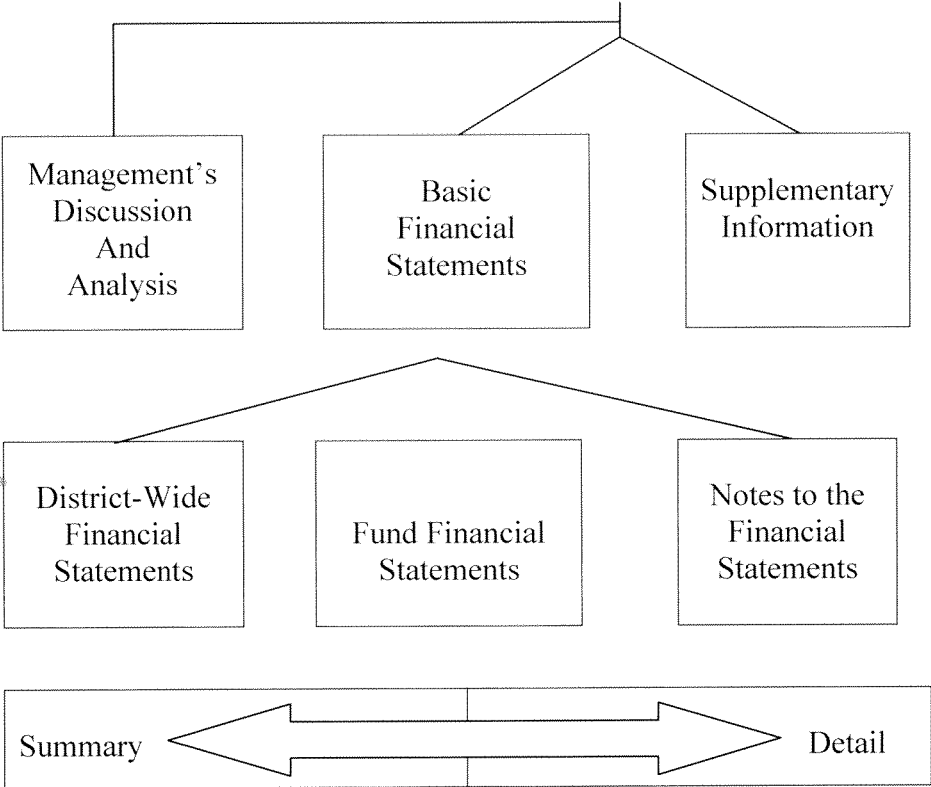 Management's
Discussion
And
Analysis
Basic
Financial
Statements
Supplementary
Information
District-Wide
Financial
Statements
Fund Financial
Statements
Notes to the
Financial
Statements
Summary
Detail